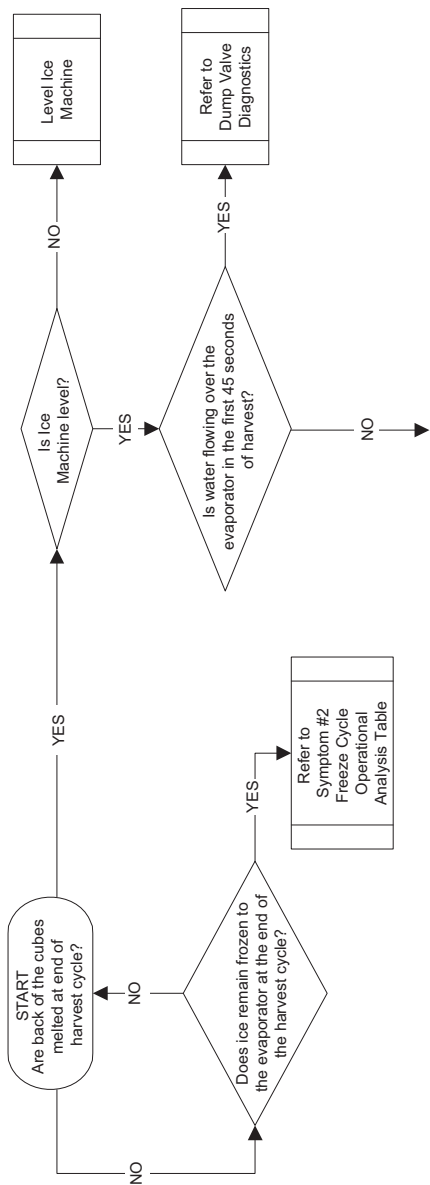 START
Are back of the cubes
melted at end of
harvest cycle?
YES
NO
Is Ice
Machine level?
NO
Level Ice
Machine
YES
Does ice remain frozen to
the evaporator at the end of
the harvest cycle?
NO
YES
Refer to
Symptom #2
Freeze Cycle
Operational
Analysis Table
Is water flowing over the
evaporator in the first 45 seconds
of harvest?
YES
Refer to
Dump Valve
Diagnostics
NO